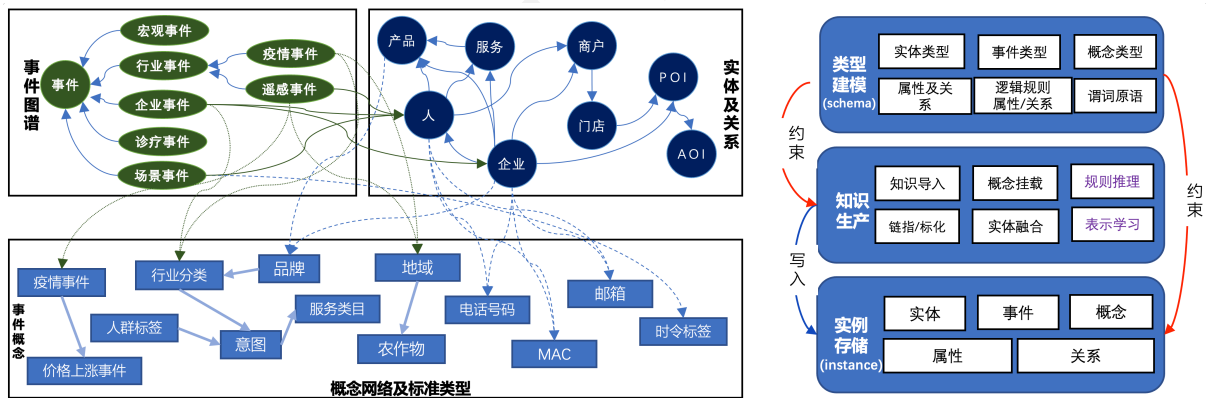 事件图谱
宏观事件
行业事件
事件
企业事件
诊疗事件
场景事件
疫情事件
遥感事件
产品
服务
商户
POI
人
门店
AOI
企业
实体及关系
疫情事件
行业分类
品牌
地域
电话号码
邮箱
服务类目
人群标签
意图
农作物
MAC
时令标签
价格上涨事件
事件概念
概念网络及标准类型
类型
建模
(schema)
实体类型
事件类型
概念类型
属性及关
系
逻辑规则
属性/关系
谓词原语
约束
约束
知识
生产
知识导入
概念挂载
规则推理
链指/标化
实体融合
表示学习
写入
实例
存储
(instance)
实体
事件
概念
属性
关系